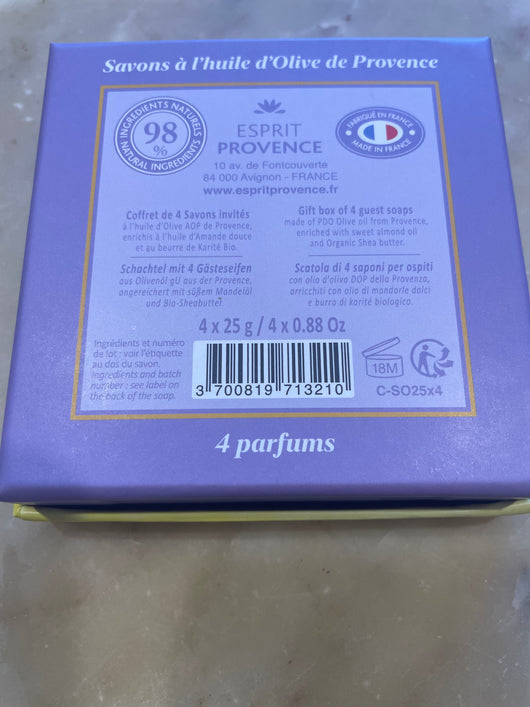 Savons à l'huile d'Olive de Provence
98 %
INGREDIENTS NATURELS
NATURAL INGREDIENTS
ESPRIT
PROVENCE
10 av. de Fontcouverte
84 000 Avignon - FRANCE
www.espritprovence.fr
FABRIQUÉ EN FRANCE
MADE IN FRANCE
Coffret de 4 Savons invités
à l'huile d'Olive AOP de Provence,
enrichis à l'huile d'Amande douce
et au beurre de Karité Bio.
Gift box of 4 guest soaps
made of PDO Olive oil from Provence,
enriched with sweet almond oil
and Organic Shea butter.
Schachtel mit 4 Gästeseifen
aus Olivenöl gU aus der Provence,
angereichert mit süßem Mandelöl
und Bio-Sheabutter.
Scatola di 4 saponi per ospiti
con olio d'oliva DOP della Provenza,
arricchiti con olio di mandorle dolci
e burro di karité biologico.
4 x 25 g / 4 x 0.88 Oz
Ingrédients et numéro
de lot : voir l'étiquette
au dos du savon.
Ingredients and batch
number : see label on
the back of the soap.
3 700819 713210
18M
C-SO25x4
4 parfums